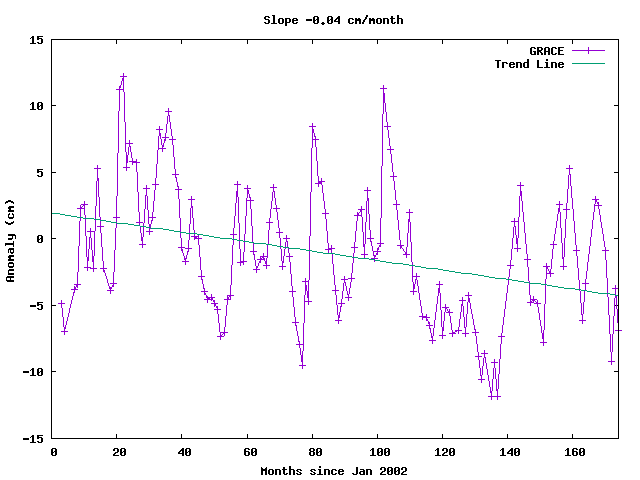 Slope -0.04 cm/month
GRACE
Trend Line
15
10
5
0
-5
-10
-15
Anomaly (cm)
0 20 40 60 80 100 120 140 160
Months since Jan 2002